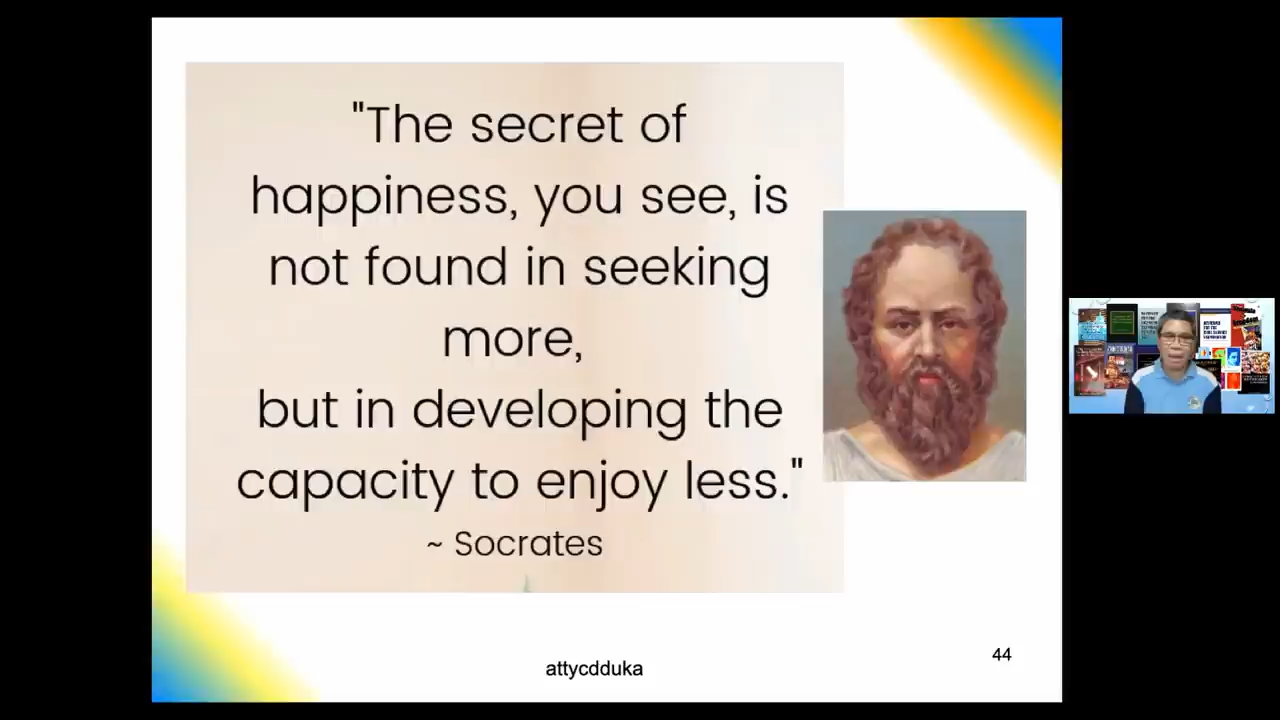 "The secret of
happiness, you see, is
not found in seeking
more,
but in developing the
capacity to enjoy less."
~ Socrates
attycdduka
44